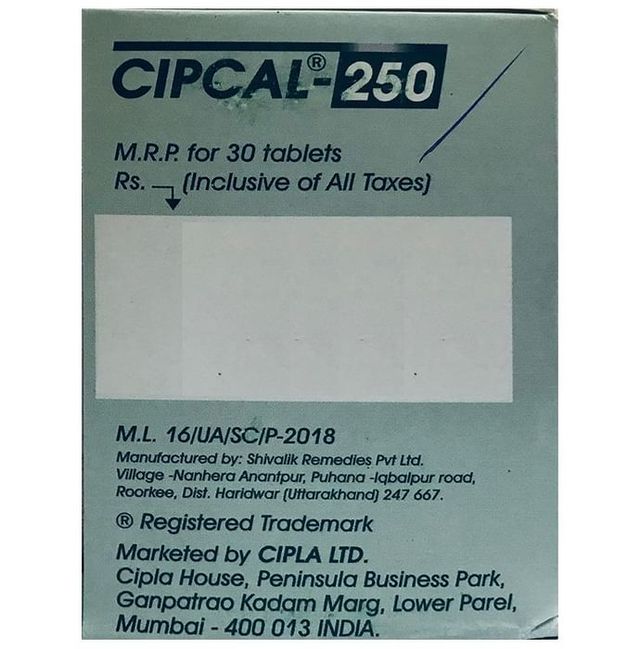 CIPCAL®-250
M.R.P. for 30 tablets
Rs. (Inclusive of All Taxes)
M.L. 16/UA/SC/P-2018
Manufactured by: Shivalik Remedies Pvt Ltd.
Village -Nanhera Anantpur, Puhana -Iqbalpur road,
Roorkee, Dist. Haridwar (Uttarakhand) 247 667.
® Registered Trademark
Marketed by CIPLA LTD.
Cipla House, Peninsula Business Park,
Ganpatrao Kadam Marg, Lower Parel,
Mumbai - 400 013 INDIA.